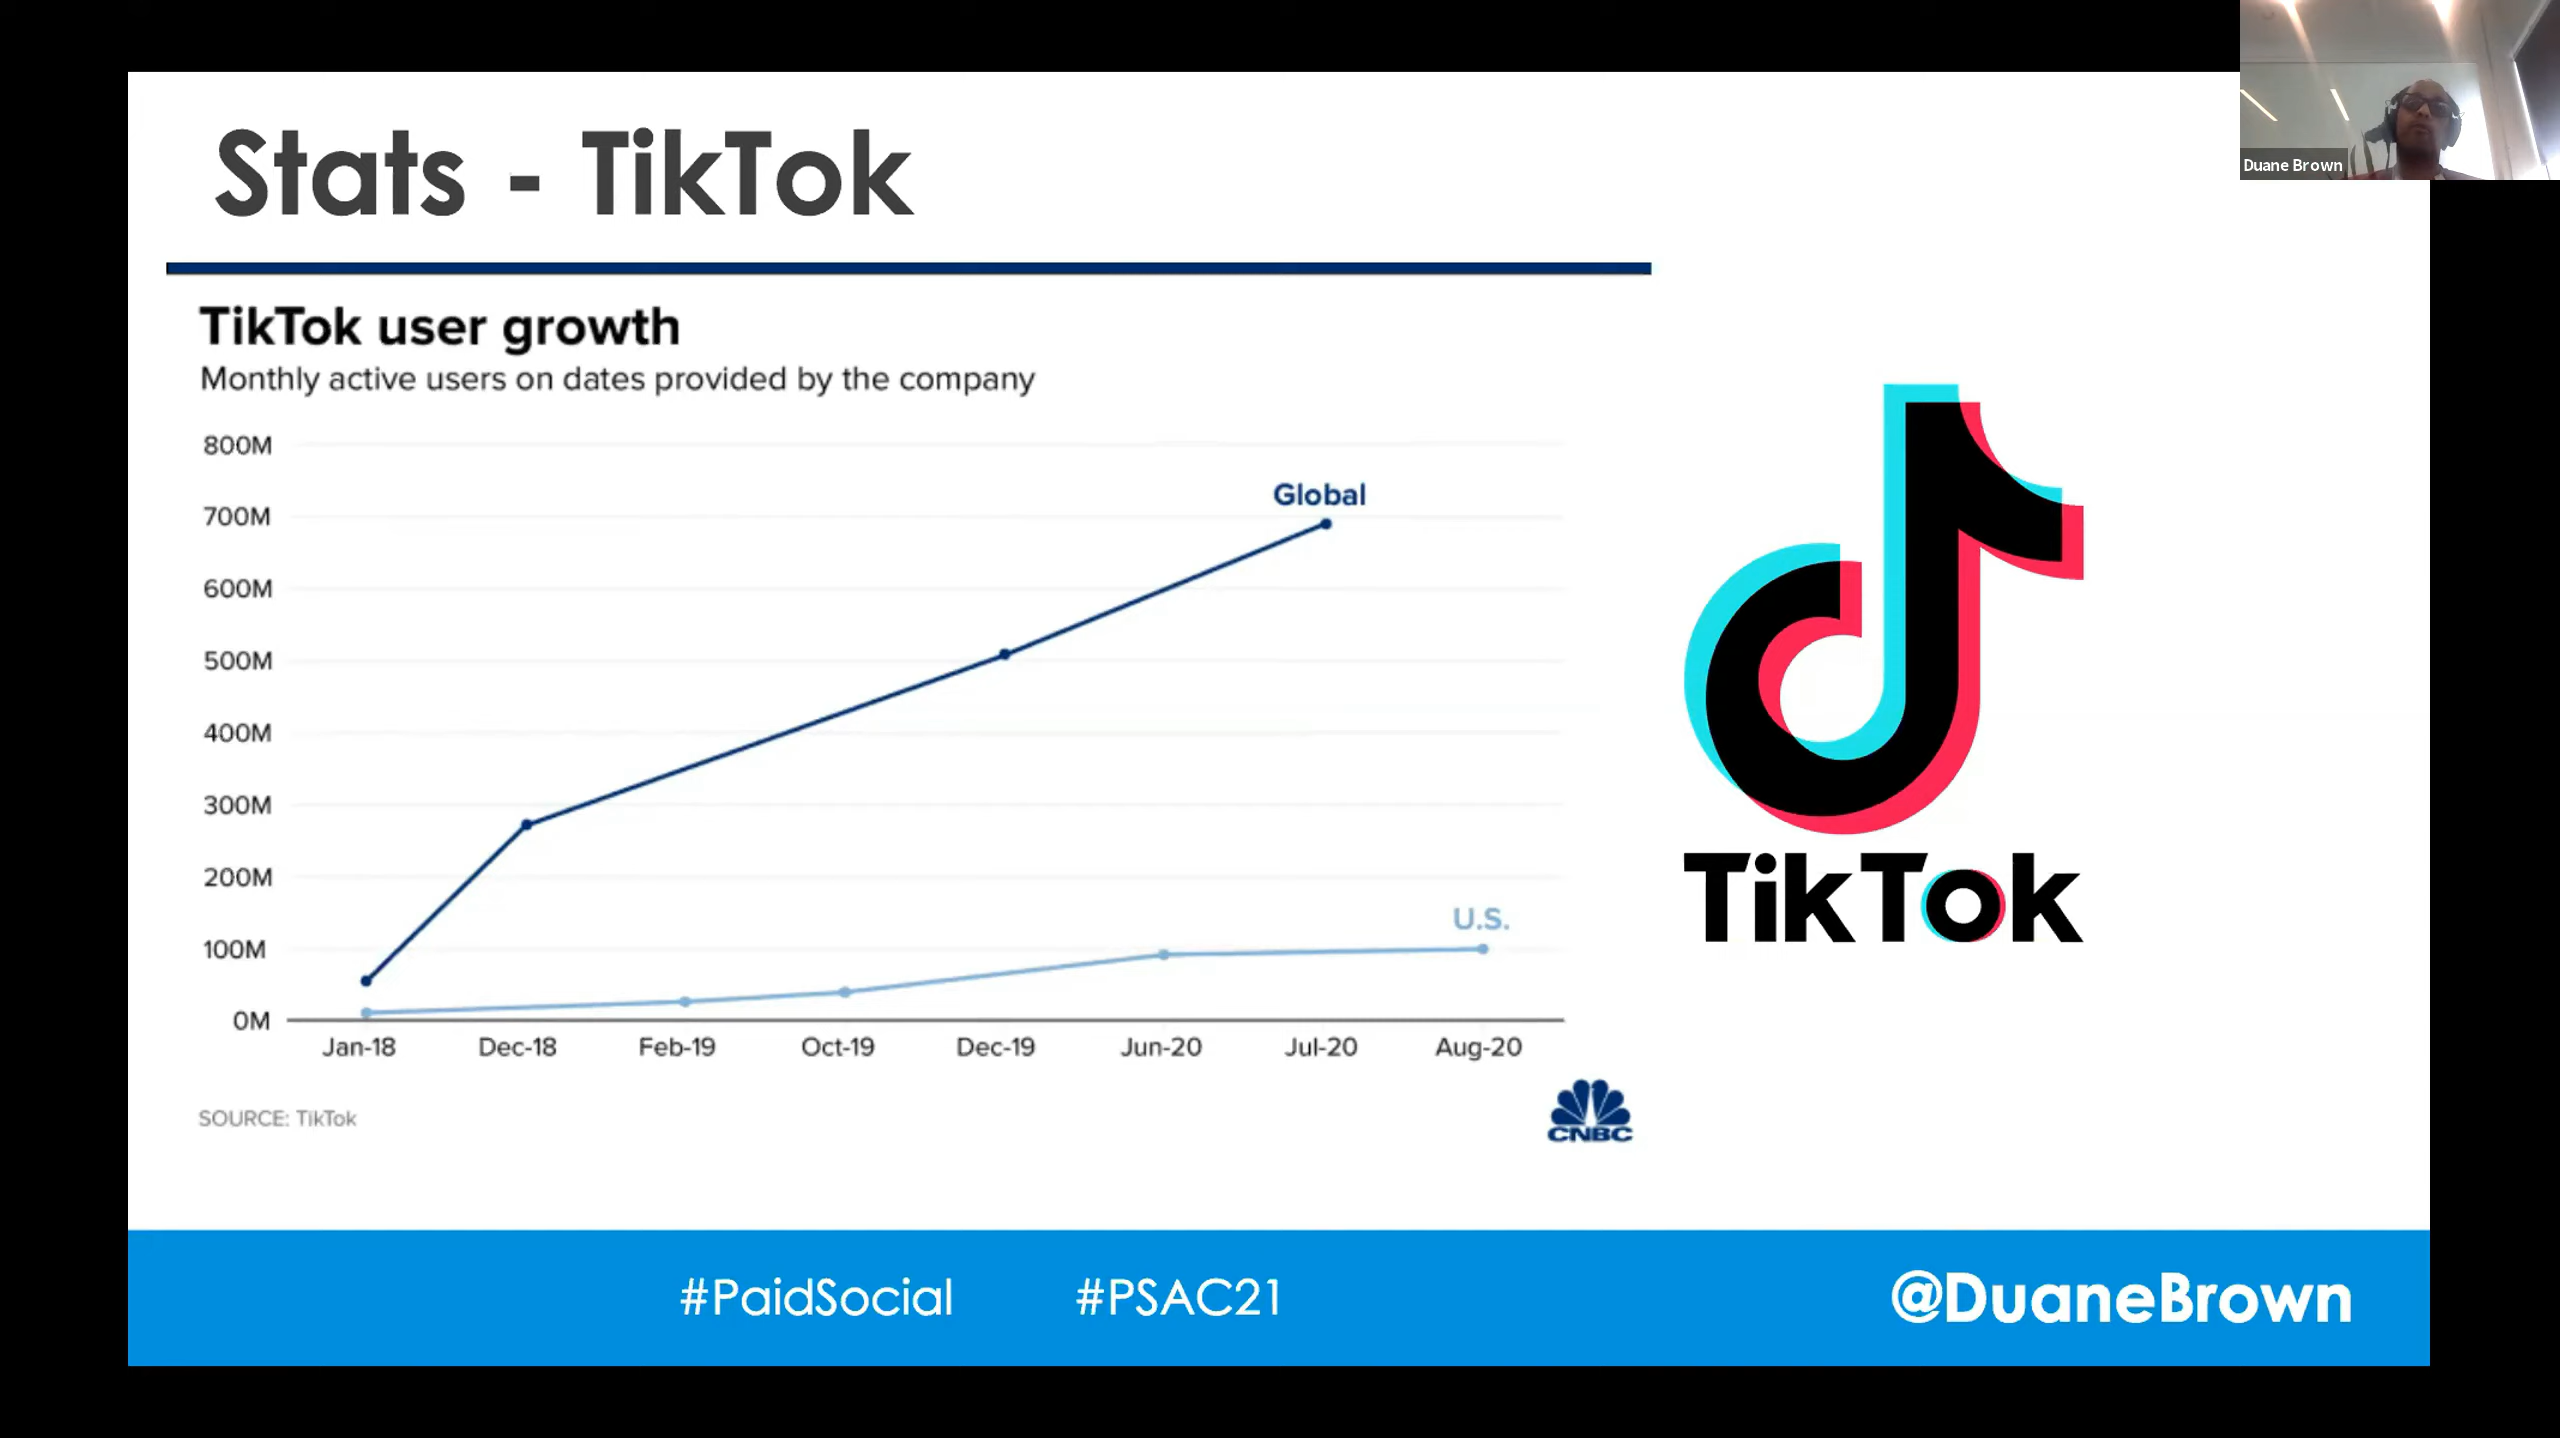 Duane Brown
Stats - TikTok
TikTok user growth
Monthly active users on dates provided by the company
800M
700M
600M
500M
400M
300M
200M
100M
0M
Global
U.S.
Jan-18 Dec-18 Feb-19 Oct-19 Dec-19 Jun-20 Jul-20 Aug-20
SOURCE: TikTok
CNBC
TikTok
#PaidSocial #PSAC21 @DuaneBrown